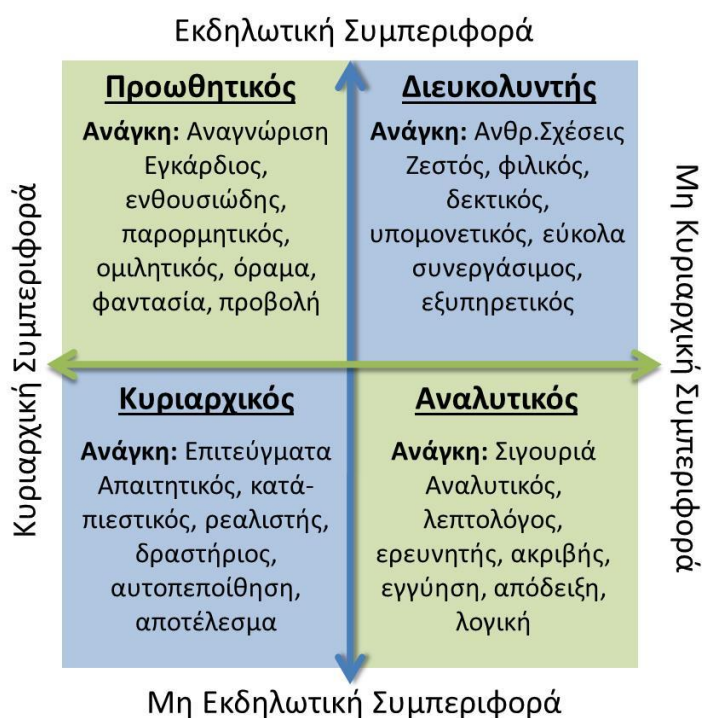 Εκδηλωτική Συμπεριφορά
Προωθητικός
Ανάγκη: Αναγνώριση
Εγκάρδιος,
ενθουσιώδης,
παρορμητικός,
ομιλητικός, όραμα,
φαντασία, προβολή
Διευκολυντής
Ανάγκη: Ανθρ.Σχέσεις
Ζεστός, φιλικός,
δεκτικός,
υπομονετικός, εύκολα
συνεργάσιμος,
εξυπηρετικός
Κυριαρχική Συμπεριφορά
Μη Κυριαρχική Συμπεριφορά
Κυριαρχικός
Ανάγκη: Επιτεύγματα
Απαιτητικός, κατά-
πιεστικός, ρεαλιστής,
δραστήριος,
αυτοπεποίθηση,
αποτέλεσμα
Αναλυτικός
Ανάγκη: Σιγουριά
Αναλυτικός,
λεπτολόγος,
ερευνητής, ακριβής,
εγγύηση, απόδειξη,
λογική
Μη Εκδηλωτική Συμπεριφορά